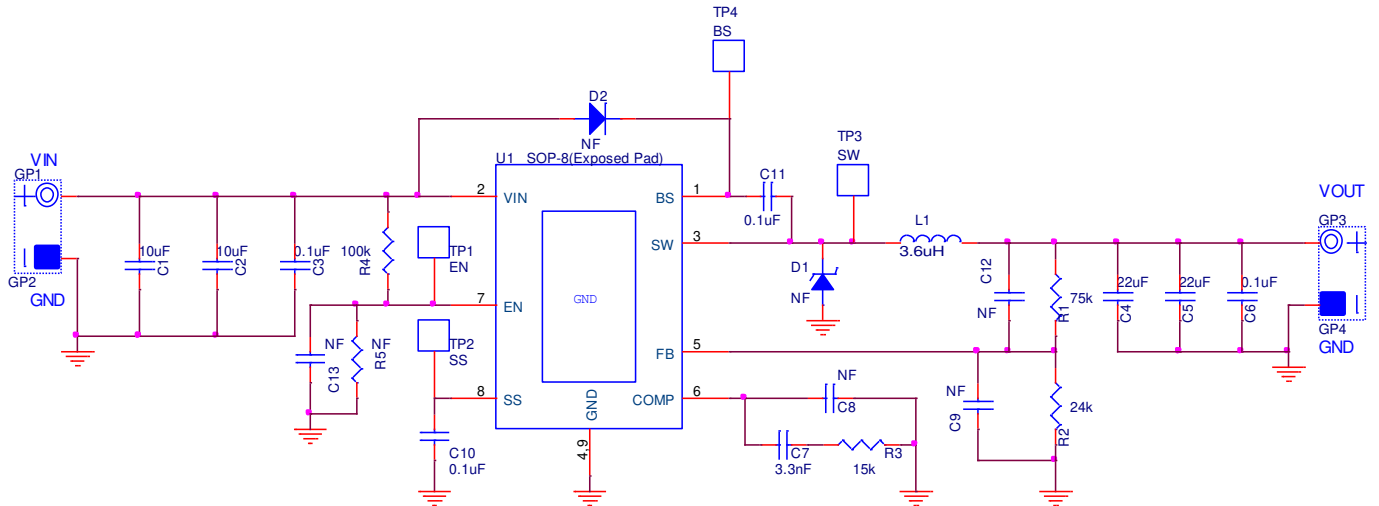 TP4
BS
D2
NF
U1 SOP-8(Exposed Pad)
TP3
SW
VIN
GP1
GP2
GND
10uF
C1
10uF
C2
0.1uF
C3
100k
R4
TP1
EN
TP2
SS
NF
C13
NF
R5
C10
0.1uF
2
VIN
7
EN
8
SS
GND
GND
4,9
BS
1
SW
3
FB
5
COMP
6
C11
0.1uF
D1
NF
L1
3.6uH
C12
NF
75k
R1
22uF
C4
22uF
C5
0.1uF
C6
VOUT
GP3
GP4
GND
NF
C8
C7
3.3nF
R3
15k
NF
C9
24k
R2